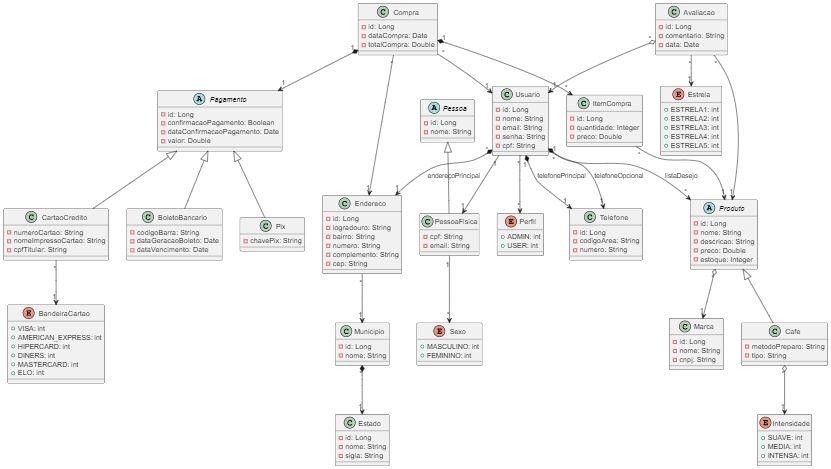 C Compra
id: Long
dataCompra: Date
totalCompra: Double
C Avaliacao
id: Long
comentario: String
data: Date
A Pagamento
id: Long
confirmacaoPagamento: Boolean
dataConfirmacaoPagamento: Date
valor: Double
A Pessoa
id: Long
nome: String
C Usuario
id: Long
nome: String
email: String
senha: String
cpf: String
C ItemCompra
id: Long
quantidade: Integer
preco: Double
E Estrela
ESTRELA1: int
ESTRELA2: int
ESTRELA3: int
ESTRELA4: int
ESTRELA5: int
enderecoPrincipal
telefonePrincipal
telefoneOpcional
listaDesejo
C CartaoCredito
numeroCartao: String
nomeImpressoCartao: String
cpfTitular: String
C BoletoBancario
codigoBarra: String
dataGeracaoBoleto: Date
dataVencimento: Date
C Pix
chavePix: String
C Endereco
id: Long
logradouro: String
bairro: String
numero: String
complemento: String
cep: String
C PessoaFisica
cpf: String
email: String
E Perfil
ADMIN: int
USER: int
C Telefone
id: Long
codigoArea: String
numero: String
A Produto
id: Long
nome: String
descricao: String
preco: Double
estoque: Integer
E BandeiraCartao
VISA: int
AMERICAN_EXPRESS: int
HIPERCARD: int
DINERS: int
MASTERCARD: int
ELO: int
C Municipio
id: Long
nome: String
E Sexo
MASCULINO: int
FEMININO: int
C Marca
id: Long
nome: String
cnpj: String
C Cafe
metodoPreparo: String
tipo: String
C Estado
id: Long
nome: String
sigla: String
E Intensidade
SUAVE: int
MEDIA: int
INTENSA: int